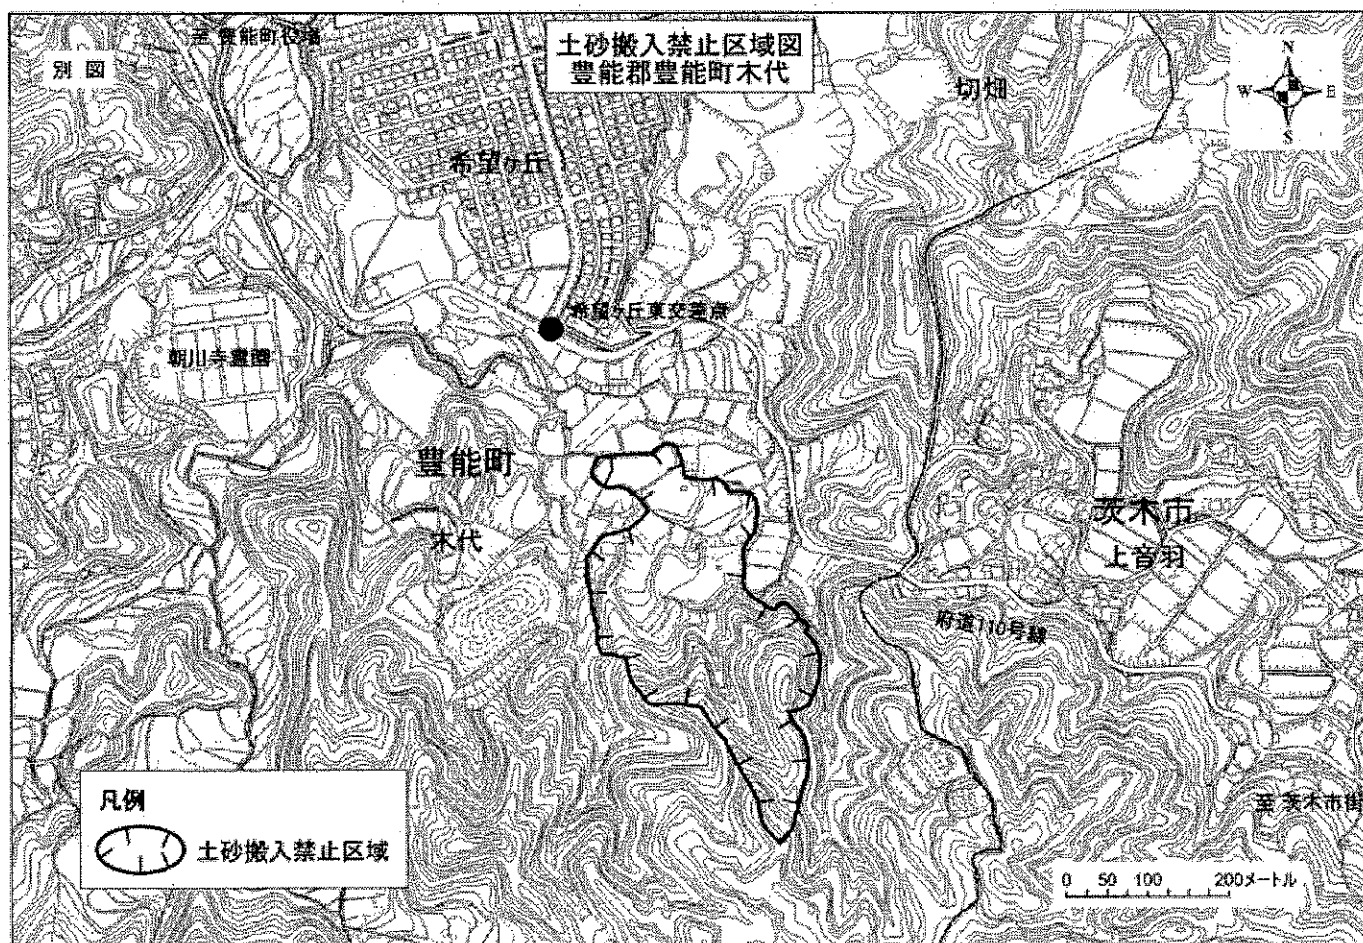 至 豊能町役場
別図
土砂搬入禁止区域図
豊能郡豊能町木代
切畑
N
W
E
S
希望ヶ丘
希望ヶ丘東交差点
朝川寺霊園
豊能町
木代
茨木市
上音羽
府道110号線
凡例
土砂搬入禁止区域
至 茨木市街
0 50 100 200メートル